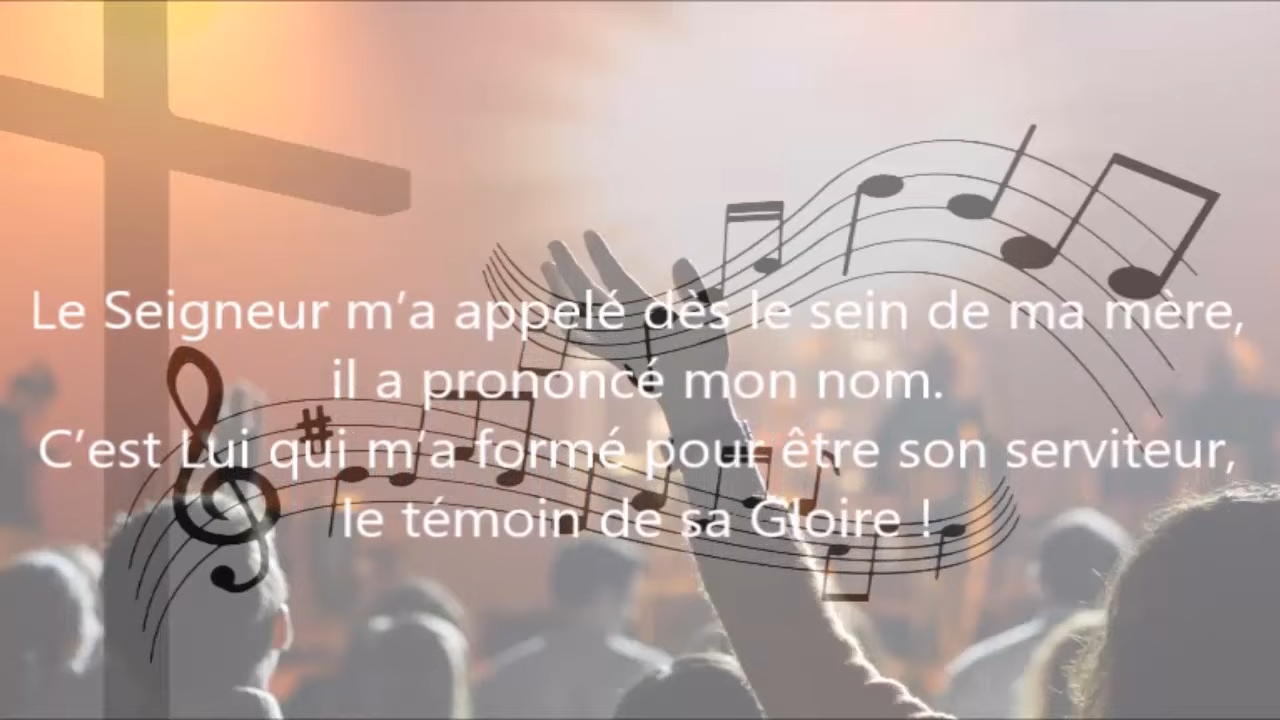 Le Seigneur m’a appelé dès le sein de ma mère,
il a prononcé mon nom.
C’est Lui qui m’a formé pour être son serviteur,
le témoin de sa Gloire !